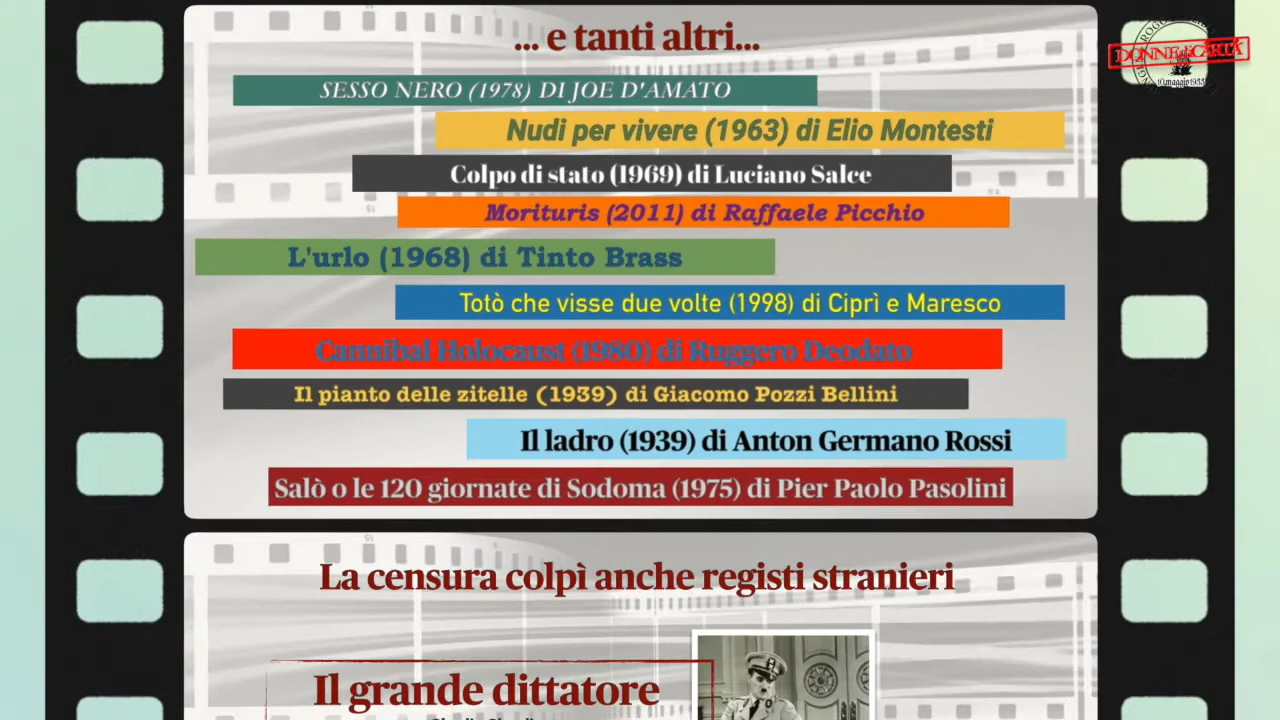 ... e tanti altri...
DONNE di CARTA
10 maggio 1933
SESSO NERO (1978) DI JOE D'AMATO
Nudi per vivere (1963) di Elio Montesti
Colpo di stato (1969) di Luciano Salce
Morituris (2011) di Raffaele Picchio
L'urlo (1968) di Tinto Brass
Totò che visse due volte (1998) di Ciprì e Maresco
Cannibal Holocaust (1980) di Ruggero Deodato
Il pianto delle zitelle (1939) di Giacomo Pozzi Bellini
Il ladro (1939) di Anton Germano Rossi
Salò o le 120 giornate di Sodoma (1975) di Pier Paolo Pasolini
La censura colpì anche registi stranieri
Il grande dittatore